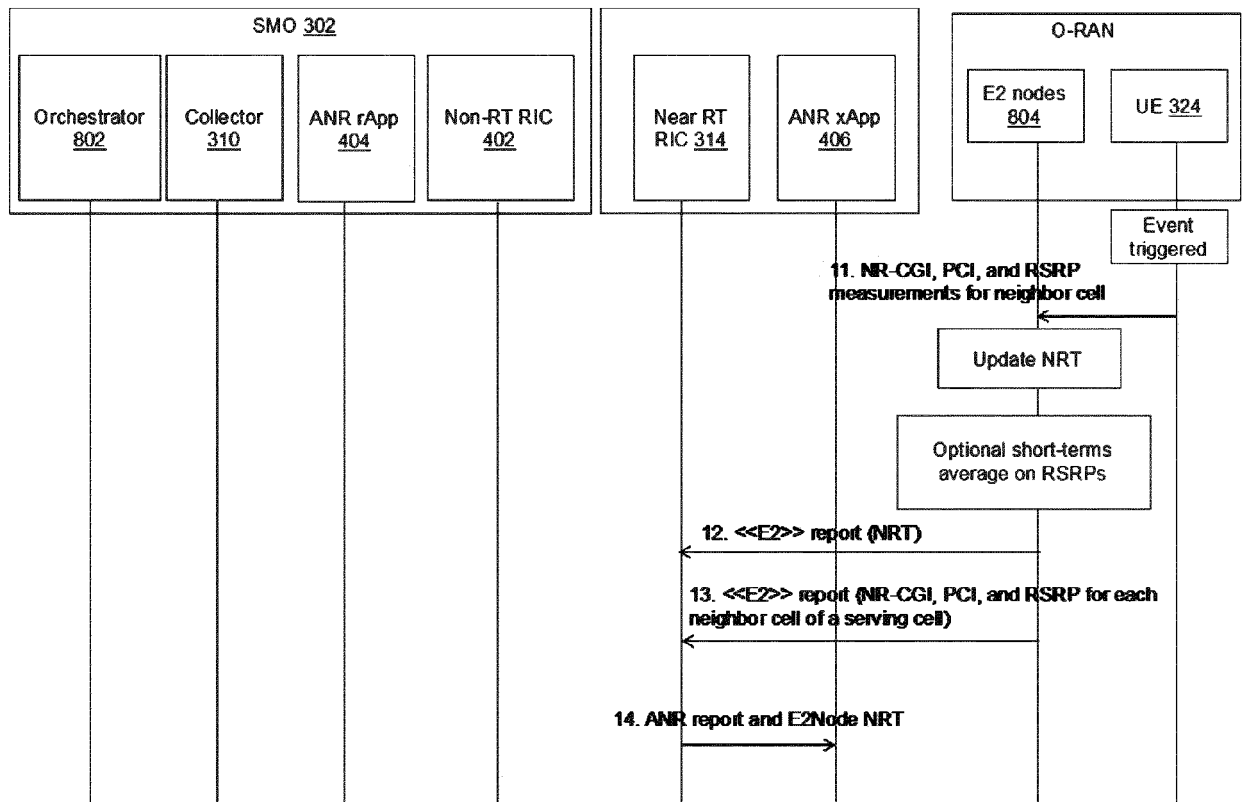 SMO 302
O-RAN
Orchestrator
802
Collector
310
ANR rApp
404
Non-RT RIC
402
Near RT
RIC 314
ANR xApp
406
E2 nodes
804
UE 324
Event
triggered
11. NR-CGI, PCI, and RSRP
measurements for neighbor cell
Update NRT
Optional short-terms
average on RSRPs
12. <<E2>> report (NRT)
13. <<E2>> report (NR-CGI, PCI, and RSRP for each
neighbor cell of a serving cell)
14. ANR report and E2Node NRT